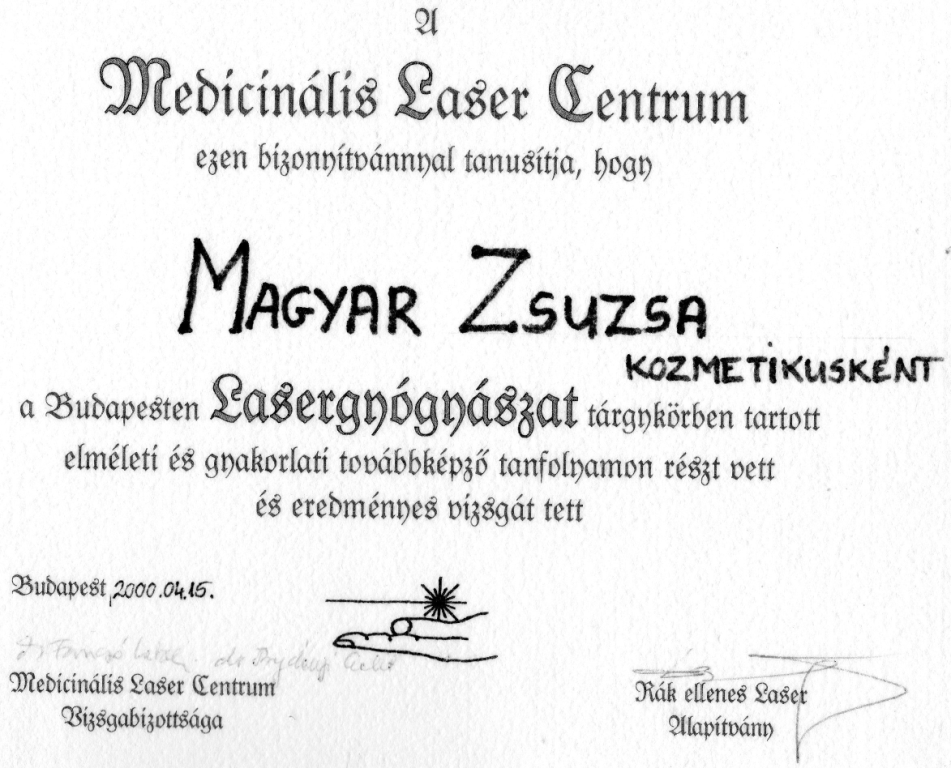 A
Medicinális Laser Centrum
ezen bizonyítvánnyal tanusítja, hogy
MAGYAR ZSUZSA
KOZMETIKUSKÉNT
a Budapesten Lasergyógyászat tárgykörben tartott
elméleti és gyakorlati továbbképző tanfolyamon részt vett
és eredményes vizsgát tett
Budapest, 2000.04.15.
Medicinális Laser Centrum
Vizsgabizottsága
Rák ellenes Laser
Alapítvány